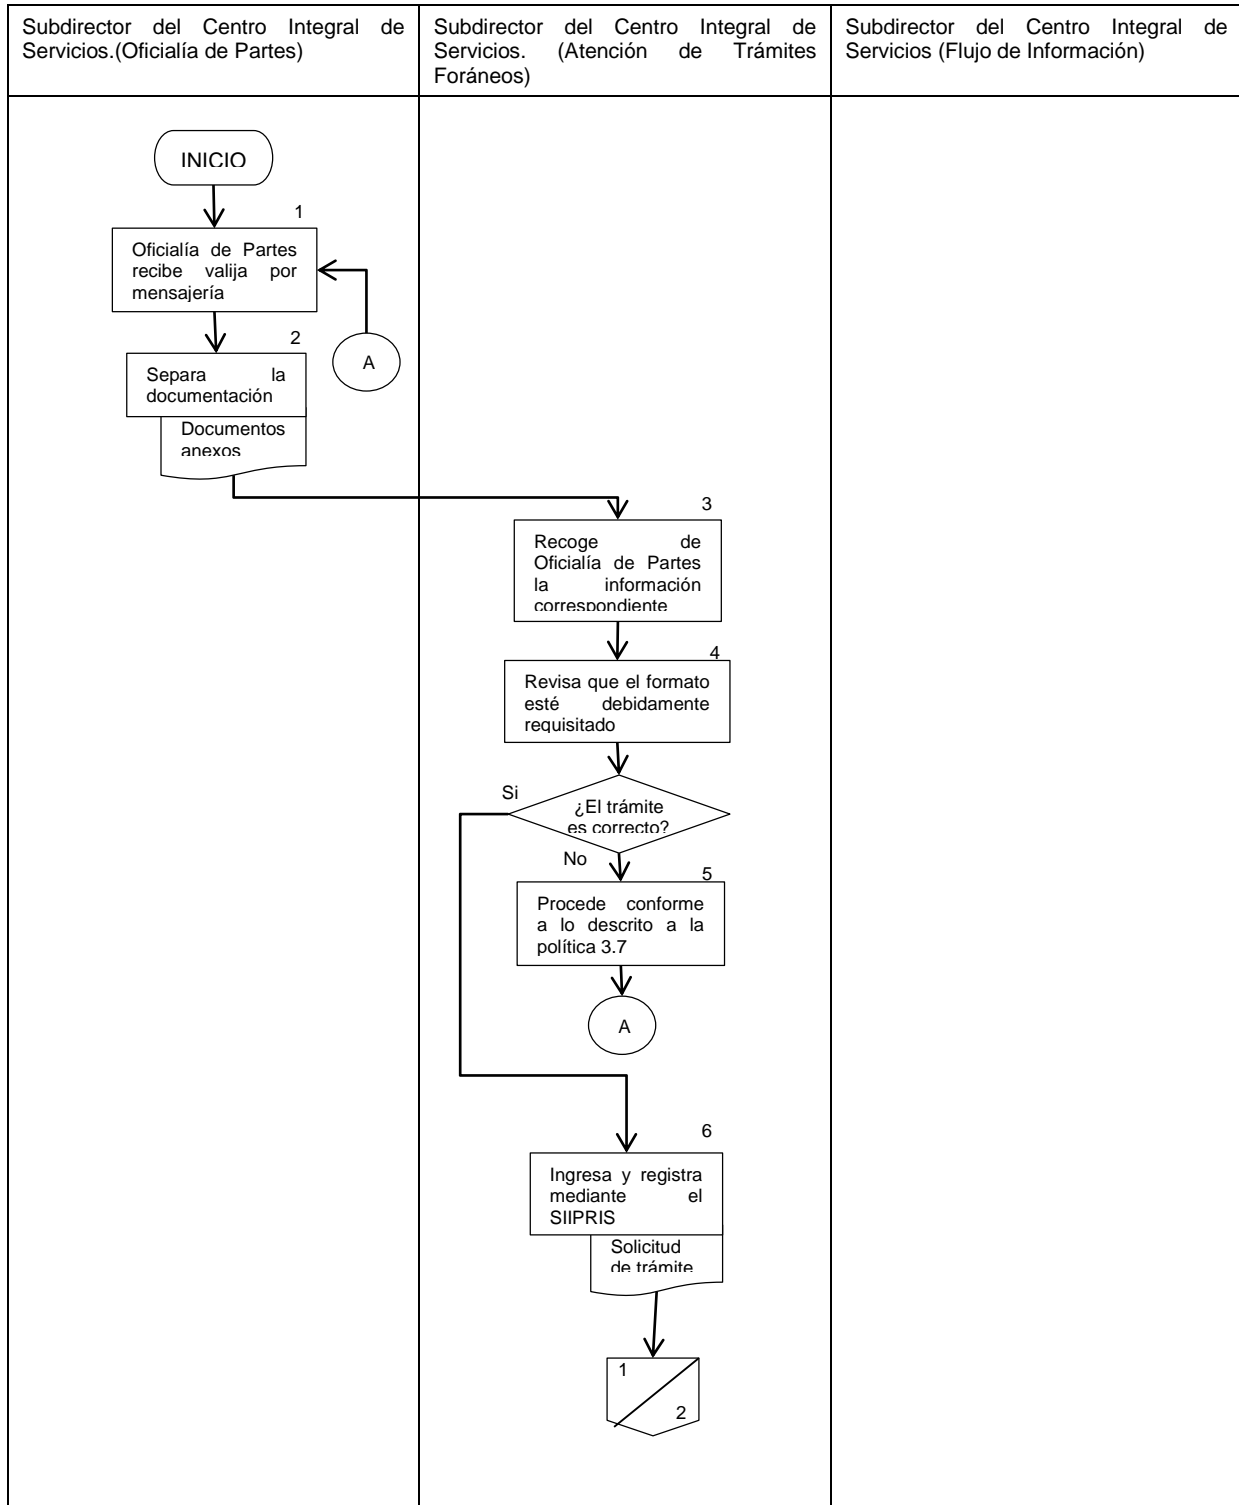 Subdirector del Centro Integral de
Servicios.(Oficialía de Partes)
Subdirector del Centro Integral de
Servicios. (Atención de Trámites
Foráneos)
Subdirector del Centro Integral de
Servicios (Flujo de Información)
INICIO
1
Oficialía de Partes
recibe valija por
mensajería
2
A
Separa la
documentación
Documentos
anexos
3
Recoge de
Oficialía de Partes
la información
correspondiente
4
Revisa que el formato
esté debidamente
requisitado
Si
¿El trámite
es correcto?
No
5
Procede conforme
a lo descrito a la
política 3.7
A
6
Ingresa y registra
mediante el
SIIPRIS
Solicitud
de trámite
1
2